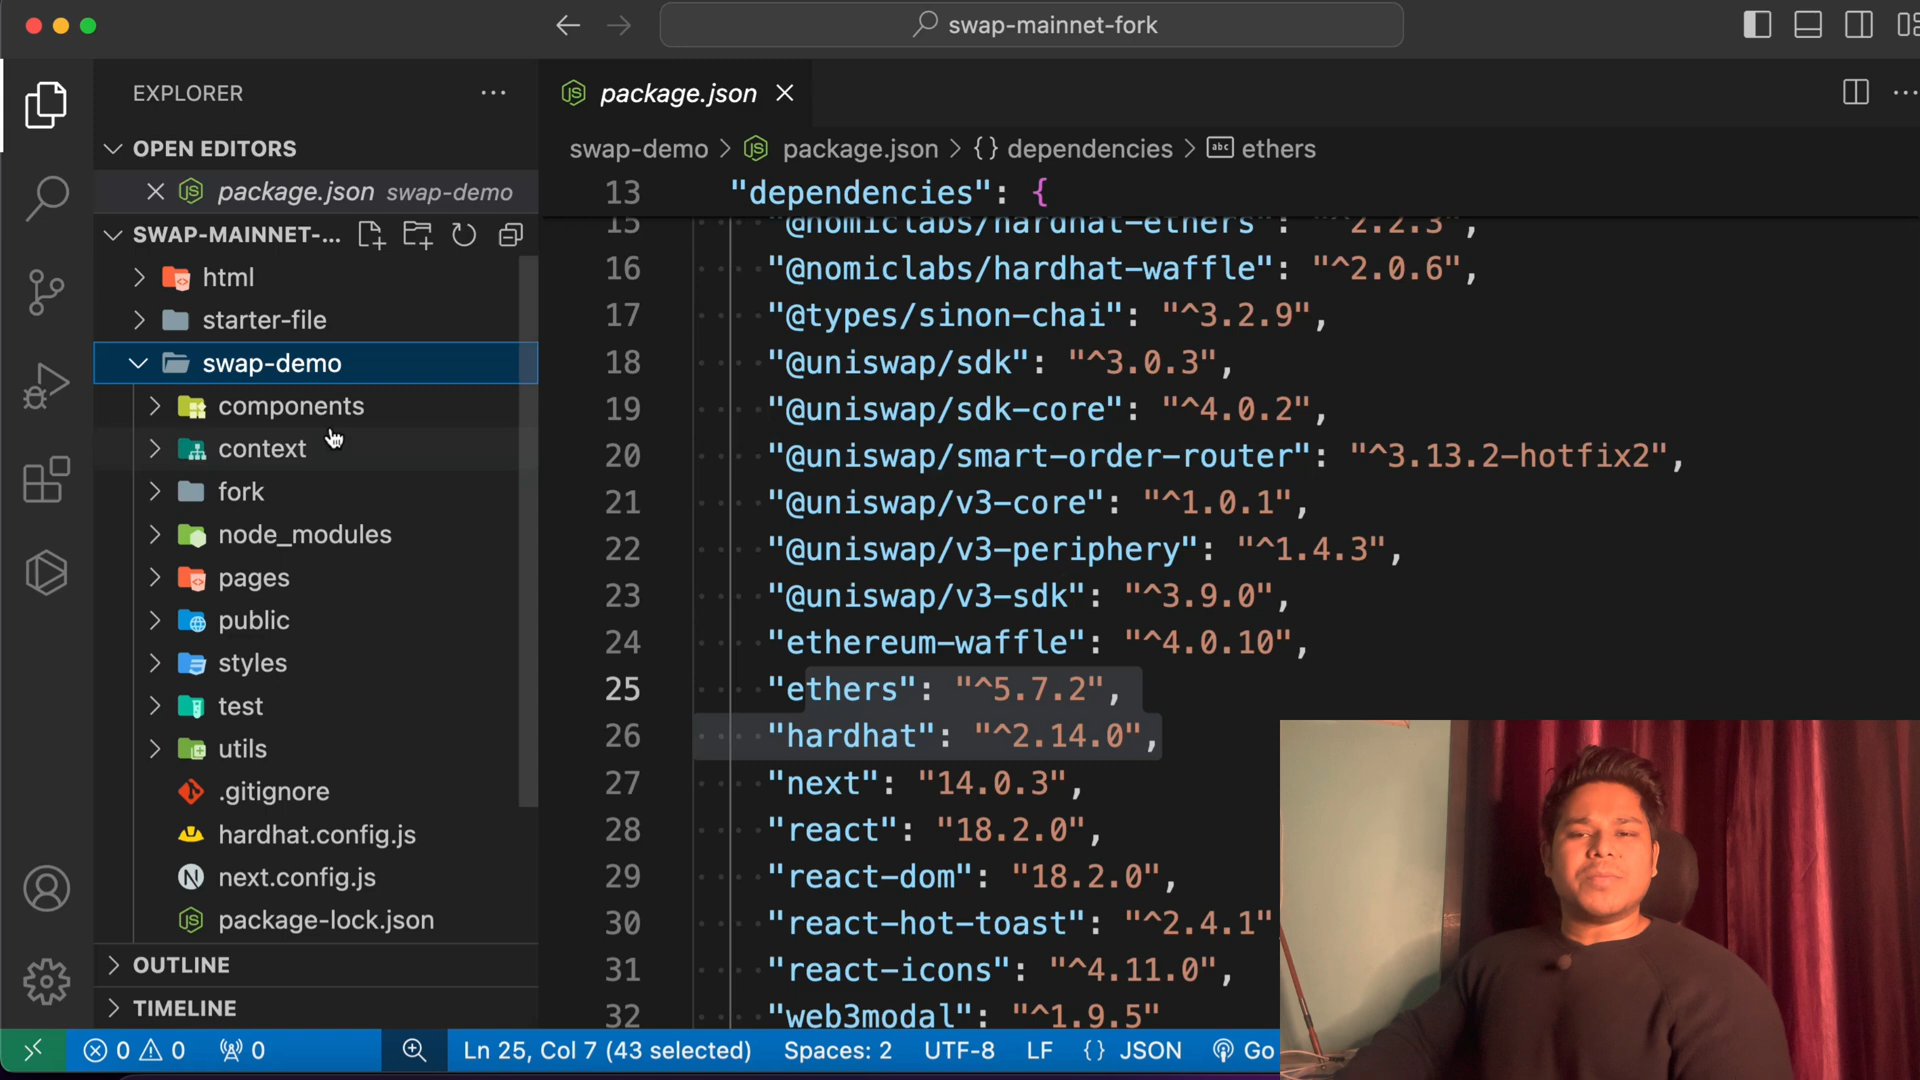 swap-mainnet-fork
EXPLORER
OPEN EDITORS
package.json swap-demo
SWAP-MAINNET-...
html
starter-file
swap-demo
components
context
fork
node_modules
pages
public
styles
test
utils
.gitignore
hardhat.config.js
next.config.js
package-lock.json
OUTLINE
TIMELINE
package.json
swap-demo > package.json > {} dependencies > abc ethers
13 "dependencies": {
15 "@nomiclabs/hardhat-ethers": "^2.2.3",
16 "@nomiclabs/hardhat-waffle": "^2.0.6",
17 "@types/sinon-chai": "^3.2.9",
18 "@uniswap/sdk": "^3.0.3",
19 "@uniswap/sdk-core": "^4.0.2",
20 "@uniswap/smart-order-router": "^3.13.2-hotfix2",
21 "@uniswap/v3-core": "^1.0.1",
22 "@uniswap/v3-periphery": "^1.4.3",
23 "@uniswap/v3-sdk": "^3.9.0",
24 "ethereum-waffle": "^4.0.10",
25 "ethers": "^5.7.2",
26 "hardhat": "^2.14.0",
27 "next": "14.0.3",
28 "react": "18.2.0",
29 "react-dom": "18.2.0",
30 "react-hot-toast": "^2.4.1"
31 "react-icons": "^4.11.0",
32 "web3modal": "^1.9.5"
0 0 0 Ln 25, Col 7 (43 selected) Spaces: 2 UTF-8 LF {} JSON Go